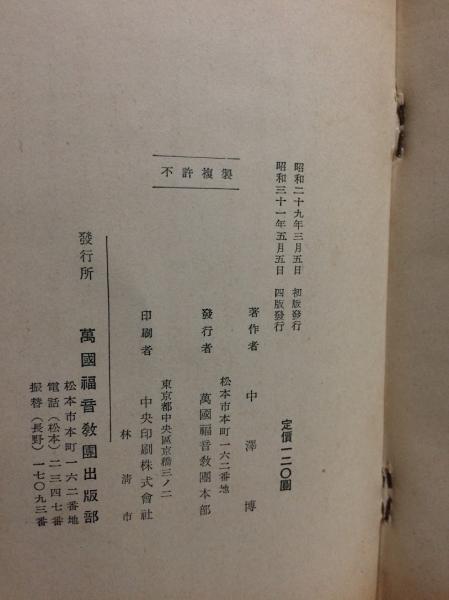 昭和二十九年三月五日 初版發行
昭和三十一年五月五日 四版發行
定價一二〇圓
不許複製
著作者 中澤博
松本市本町一六二番地
發行者 萬國福音敎團本部
東京都中央區京橋三ノ二
印刷者 中央印刷株式會社
林淸市
發行所 萬國福音敎團出版部
松本市本町一六二番地
電話(松本)二三四七番
振替(長野)一七〇九三番